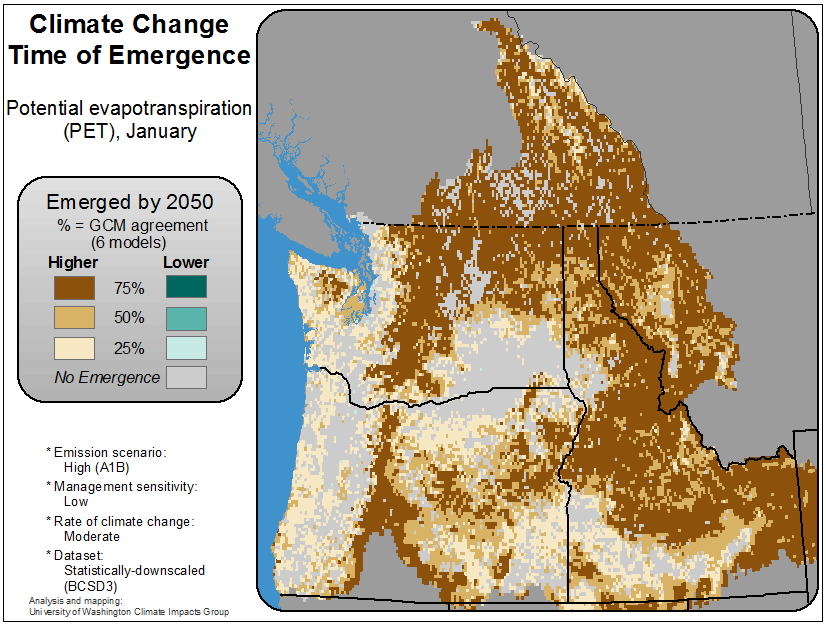 Climate Change
Time of Emergence
Potential evapotranspiration
(PET), January
Emerged by 2050
% = GCM agreement
(6 models)
Higher Lower
75%
50%
25%
No Emergence
* Emission scenario:
High (A1B)
* Management sensitivity:
Low
* Rate of climate change:
Moderate
* Dataset:
Statistically-downscaled
(BCSD3)
Analysis and mapping:
University of Washington Climate Impacts Group